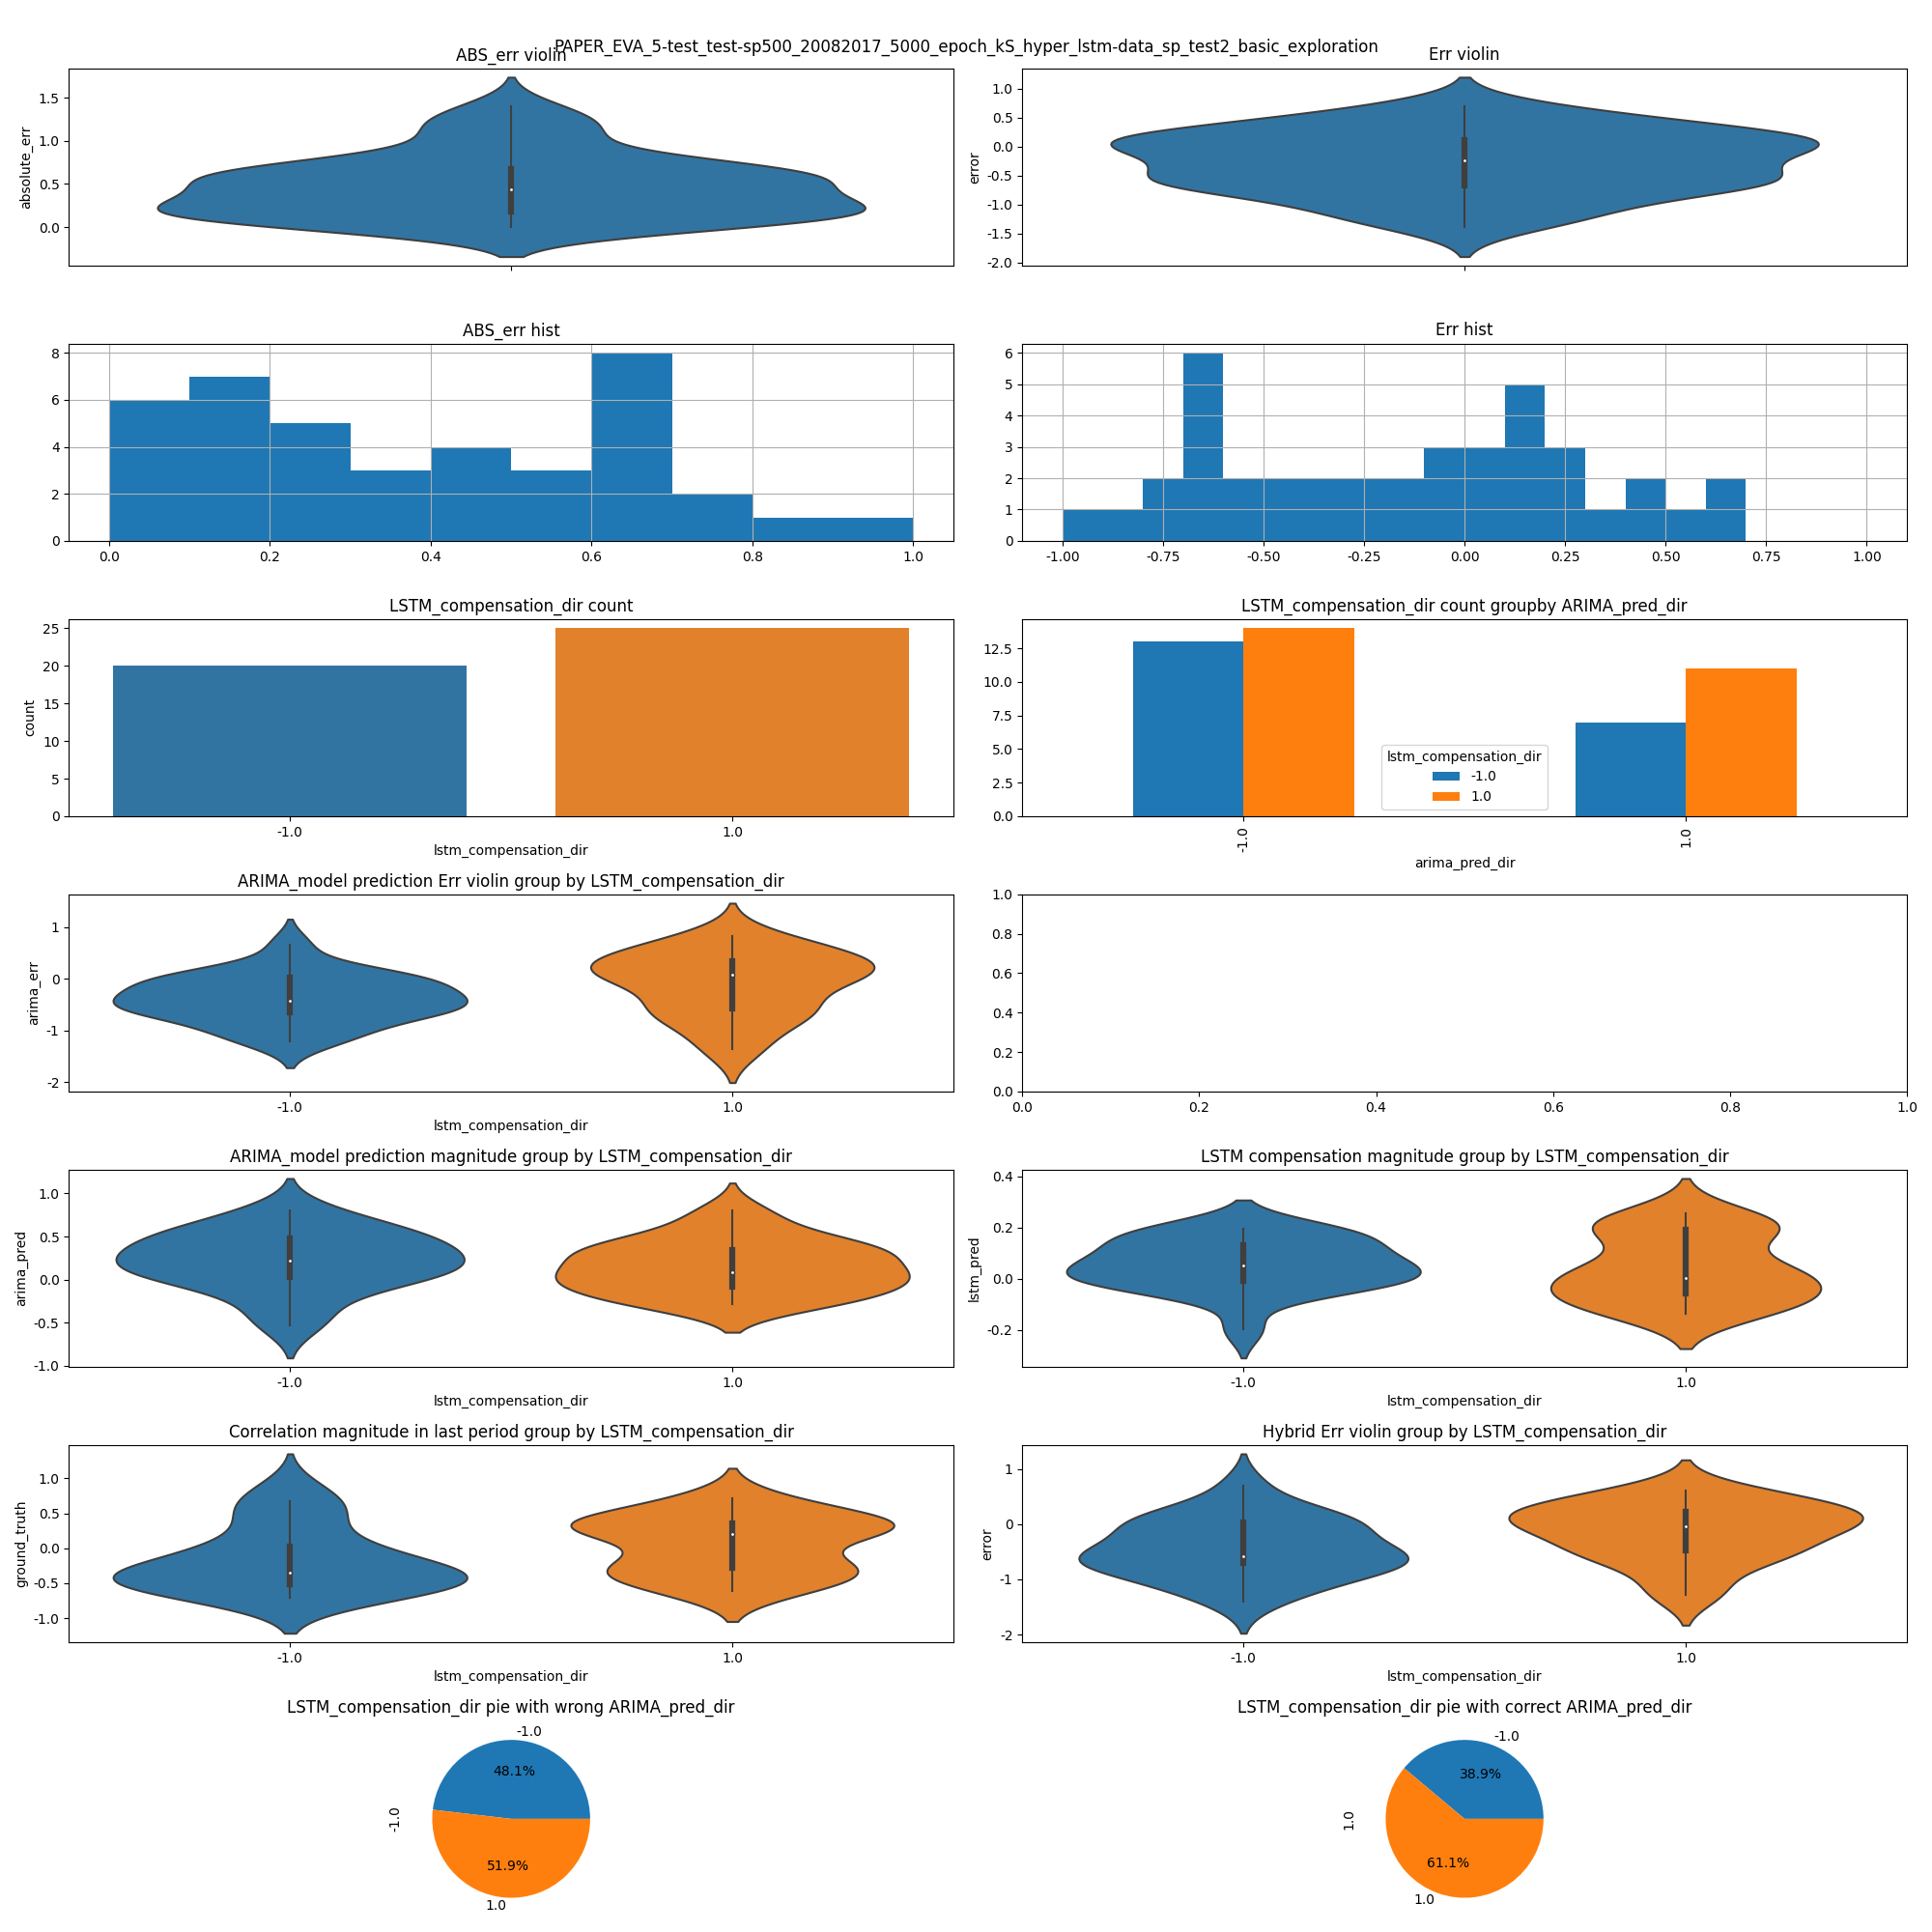 PAPER_EVA_5-test_test-sp500_20082017_5000_epoch_kS_hyper_lstm-data_sp_test2_basic_exploration
ABS_err violin
absolute_err
1.5
1.0
0.5
0.0
Err violin
error
1.0
0.5
0.0
-0.5
-1.0
-1.5
-2.0
ABS_err hist
8
6
4
2
0
0.0 0.2 0.4 0.6 0.8 1.0
Err hist
6
5
4
3
2
1
0
-1.00 -0.75 -0.50 -0.25 0.00 0.25 0.50 0.75 1.00
LSTM_compensation_dir count
count
25
20
15
10
5
0
-1.0 1.0
lstm_compensation_dir
LSTM_compensation_dir count groupby ARIMA_pred_dir
12.5
10.0
7.5
5.0
2.5
0.0
lstm_compensation_dir
-1.0
1.0
-1.0 1.0
arima_pred_dir
ARIMA_model prediction Err violin group by LSTM_compensation_dir
arima_err
1
0
-1
-2
-1.0 1.0
lstm_compensation_dir
1.0
0.8
0.6
0.4
0.2
0.0
0.0 0.2 0.4 0.6 0.8 1.0
ARIMA_model prediction magnitude group by LSTM_compensation_dir
arima_pred
1.0
0.5
0.0
-0.5
-1.0
-1.0 1.0
lstm_compensation_dir
LSTM compensation magnitude group by LSTM_compensation_dir
lstm_pred
0.4
0.2
0.0
-0.2
-1.0 1.0
lstm_compensation_dir
Correlation magnitude in last period group by LSTM_compensation_dir
ground_truth
1.0
0.5
0.0
-0.5
-1.0
-1.0 1.0
lstm_compensation_dir
Hybrid Err violin group by LSTM_compensation_dir
error
1
0
-1
-2
-1.0 1.0
lstm_compensation_dir
LSTM_compensation_dir pie with wrong ARIMA_pred_dir
-1.0
48.1%
-1.0
51.9%
1.0
LSTM_compensation_dir pie with correct ARIMA_pred_dir
-1.0
38.9%
1.0
61.1%
1.0